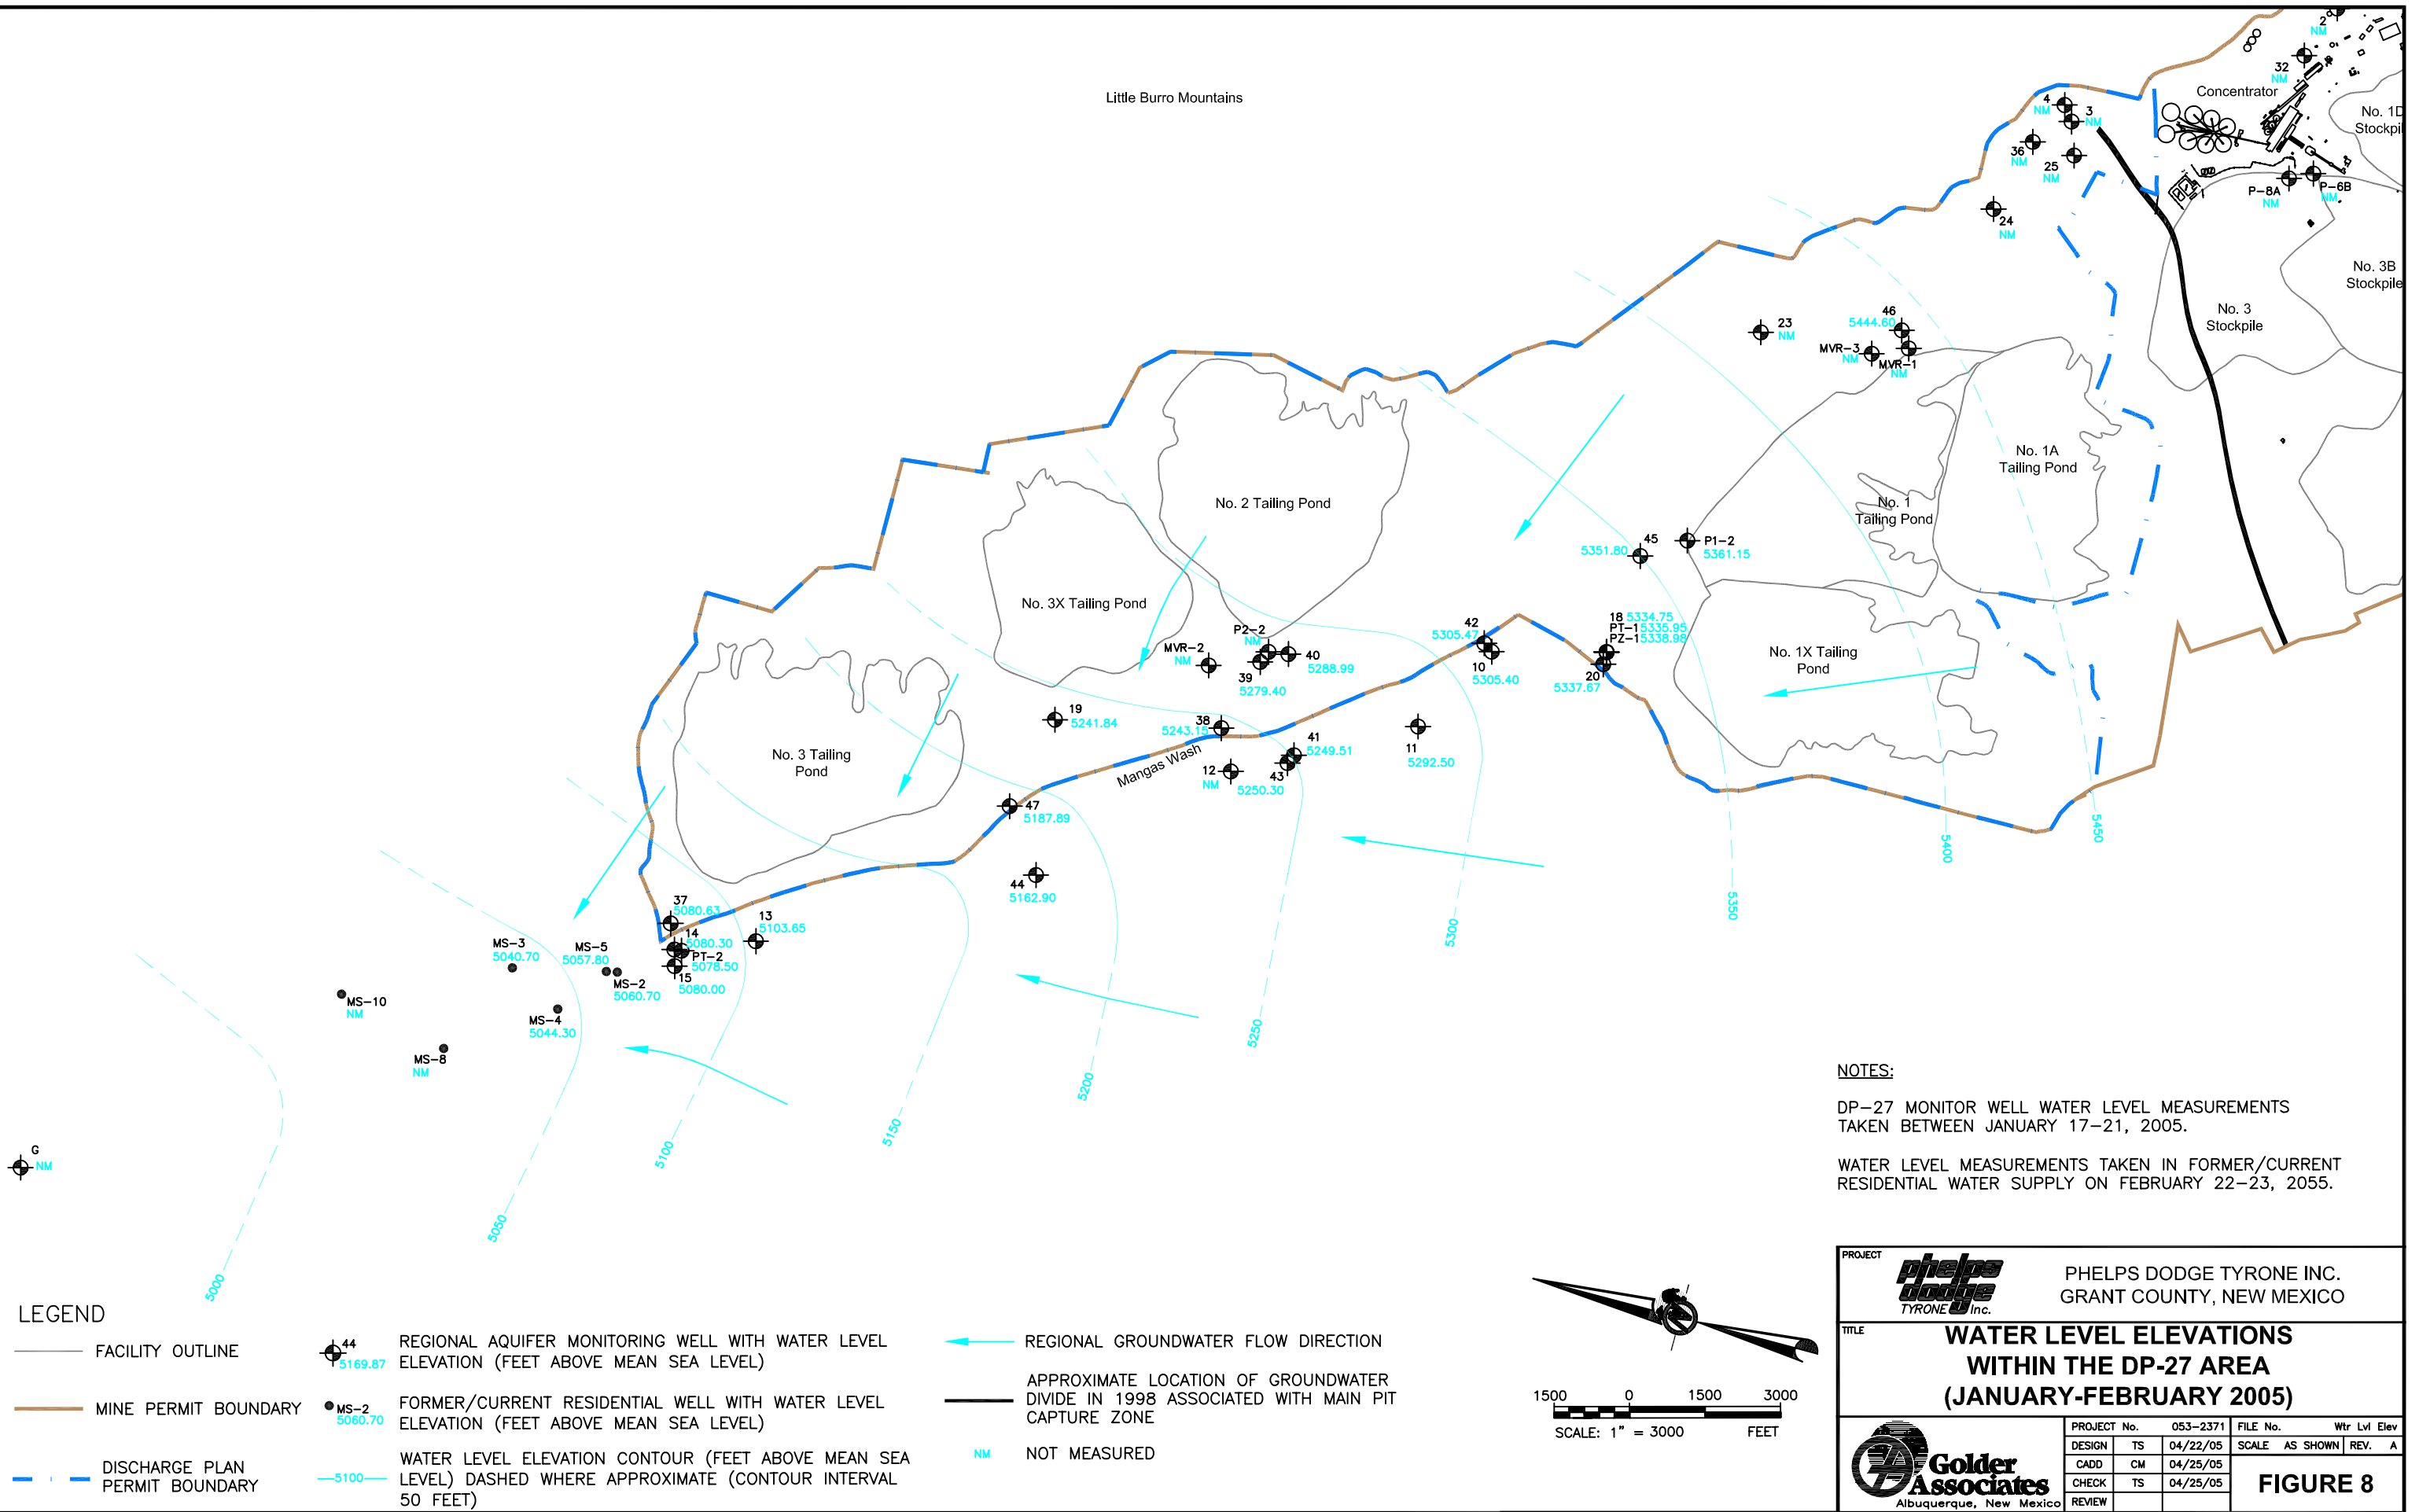 Little Burro Mountains
2
NM
32
NM
Concentrator
No. 1D
Stockpil
4
NM
3
NM
36
NM
25
NM
P-8A
NM
P-6B
NM
24
NM
No. 3B
Stockpile
No. 3
Stockpile
46
5444.60
23
NM
MVR-3
NM
MVR-1
NM
No. 1A
Tailing Pond
No. 2 Tailing Pond
No. 1
Tailing Pond
45
5351.80
P1-2
5361.15
No. 3X Tailing Pond
18 5334.75
PT-1 5335.95
PZ-1 5338.98
P2-2
NM
42
5305.47
MVR-2
NM
40
5288.99
39
5279.40
10
5305.40
20
5337.67
No. 1X Tailing
Pond
19
5241.84
38
5243.15
41
5249.51
11
5292.50
No. 3 Tailing
Pond
Mangas Wash
12
NM
43
5250.30
47
5187.89
44
5162.90
37
5080.63
13
5103.65
14
5080.30
PT-2
5078.50
15
5080.00
MS-3
5040.70
MS-5
5057.80
MS-2
5060.70
MS-10
NM
MS-4
5044.30
MS-8
NM
G
NM
5450
5400
5350
5300
5250
5200
5150
5100
5050
5000
NOTES:
DP-27 MONITOR WELL WATER LEVEL MEASUREMENTS
TAKEN BETWEEN JANUARY 17-21, 2005.
WATER LEVEL MEASUREMENTS TAKEN IN FORMER/CURRENT
RESIDENTIAL WATER SUPPLY ON FEBRUARY 22-23, 2055.
LEGEND
FACILITY OUTLINE
MINE PERMIT BOUNDARY
DISCHARGE PLAN
PERMIT BOUNDARY
44
5169.87
REGIONAL AQUIFER MONITORING WELL WITH WATER LEVEL
ELEVATION (FEET ABOVE MEAN SEA LEVEL)
MS-2
5060.70
FORMER/CURRENT RESIDENTIAL WELL WITH WATER LEVEL
ELEVATION (FEET ABOVE MEAN SEA LEVEL)
5100
WATER LEVEL ELEVATION CONTOUR (FEET ABOVE MEAN SEA
LEVEL) DASHED WHERE APPROXIMATE (CONTOUR INTERVAL
50 FEET)
REGIONAL GROUNDWATER FLOW DIRECTION
APPROXIMATE LOCATION OF GROUNDWATER
DIVIDE IN 1998 ASSOCIATED WITH MAIN PIT
CAPTURE ZONE
NM NOT MEASURED
1500 0 1500 3000
SCALE: 1" = 3000 FEET
PROJECT
phelps
dodge
TYRONE Inc.
PHELPS DODGE TYRONE INC.
GRANT COUNTY, NEW MEXICO
TITLE
WATER LEVEL ELEVATIONS
WITHIN THE DP-27 AREA
(JANUARY-FEBRUARY 2005)
Golder
Associates
Albuquerque, New Mexico
PROJECT No. 053-2371 FILE No. Wtr Lvl Elev
DESIGN TS 04/22/05 SCALE AS SHOWN REV. A
CADD CM 04/25/05
CHECK TS 04/25/05
REVIEW
FIGURE 8